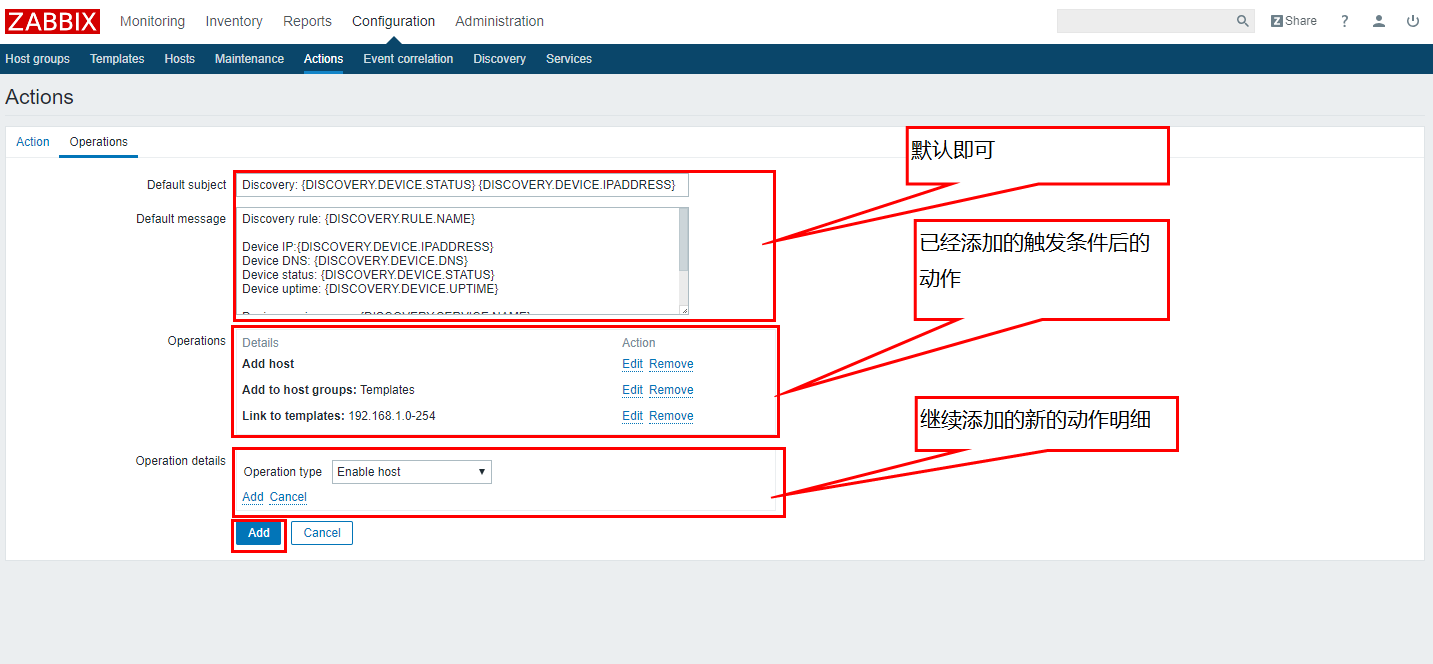 ZABBIX Monitoring Inventory Reports Configuration Administration Z Share ?
Host groups Templates Hosts Maintenance Actions Event correlation Discovery Services
Actions
Action Operations
默认即可
Default subject Discovery: {DISCOVERY.DEVICE.STATUS} {DISCOVERY.DEVICE.IPADDRESS}
Default message Discovery rule: {DISCOVERY.RULE.NAME}
Device IP:{DISCOVERY.DEVICE.IPADDRESS}
Device DNS: {DISCOVERY.DEVICE.DNS}
Device status: {DISCOVERY.DEVICE.STATUS}
Device uptime: {DISCOVERY.DEVICE.UPTIME}
已经添加的触发条件后的
动作
Operations Details Action
Add host Edit Remove
Add to host groups: Templates Edit Remove
Link to templates: 192.168.1.0-254 Edit Remove
继续添加的新的动作明细
Operation details
Operation type Enable host
Add Cancel
Add Cancel